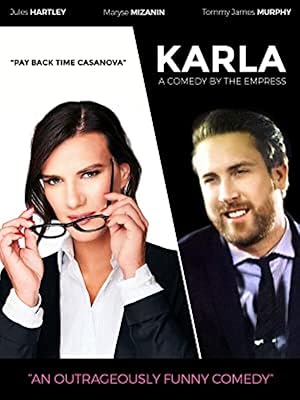 Jules HARTLEY Maryse MIZANIN Tommy James MURPHY
"PAY BACK TIME CASANOVA"
KARLA
A COMEDY BY THE EMPRESS
"AN OUTRAGEOUSLY FUNNY COMEDY"